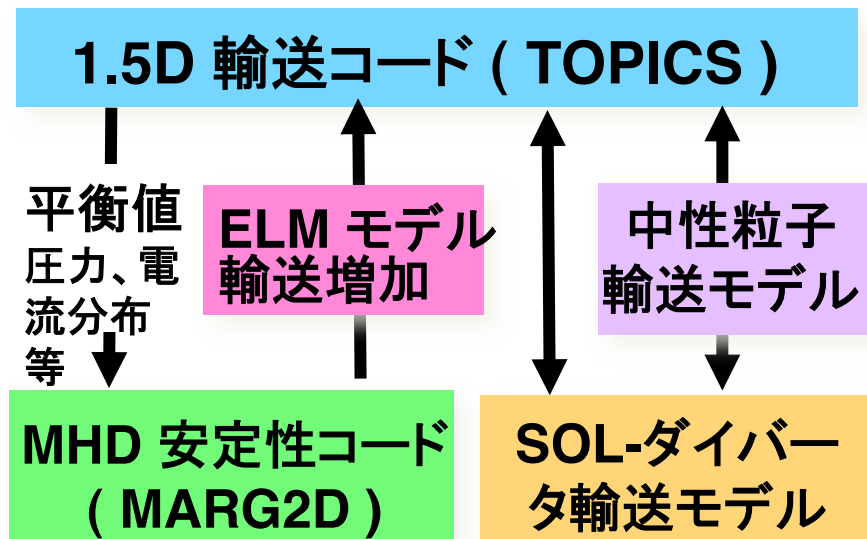 1.5D 輸送コード ( TOPICS )
平衡値
圧力、電
流分布
等
ELM モデル
輸送増加
中性粒子
輸送モデル
MHD 安定性コード
( MARG2D )
SOL-ダイバー
タ輸送モデル